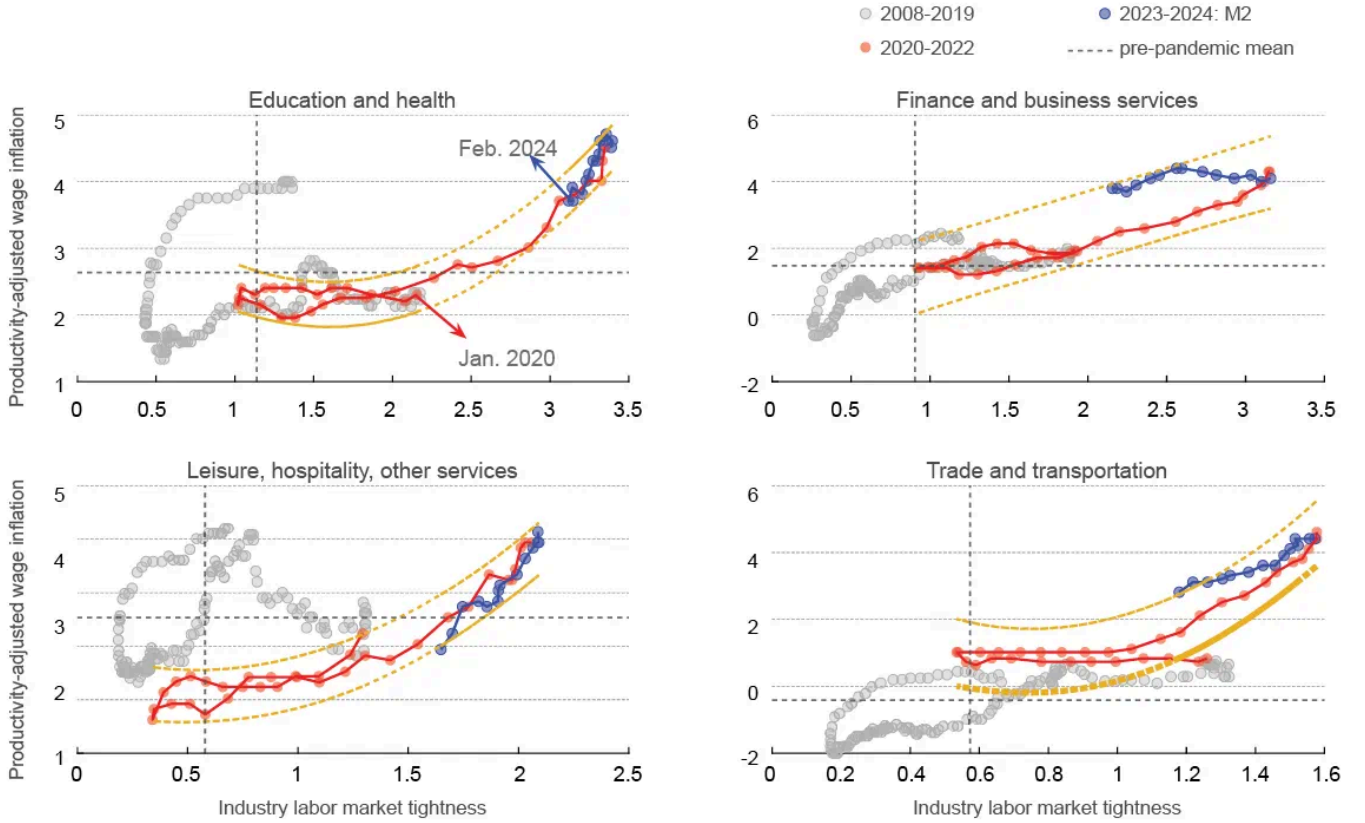 2008-2019
2023-2024: M2
2020-2022
pre-pandemic mean
Education and health
Productivity-adjusted wage inflation
5
4
3
2
1
0 0.5 1 1.5 2 2.5 3 3.5
Feb. 2024
Jan. 2020
Finance and business services
6
4
2
0
-2
0 0.5 1 1.5 2 2.5 3 3.5
Leisure, hospitality, other services
Productivity-adjusted wage inflation
5
4
3
2
1
0 0.5 1 1.5 2 2.5
Industry labor market tightness
Trade and transportation
6
4
2
0
-2
0 0.2 0.4 0.6 0.8 1 1.2 1.4 1.6
Industry labor market tightness